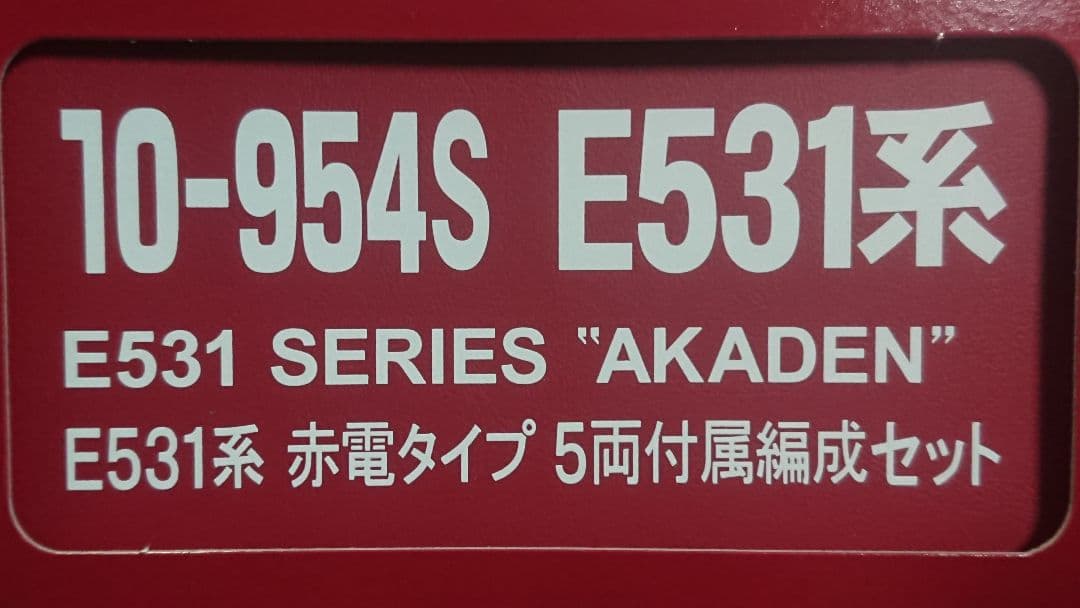 10-954S E531系
E531 SERIES “AKADEN”
E531系 赤電タイプ 5両付属編成セット